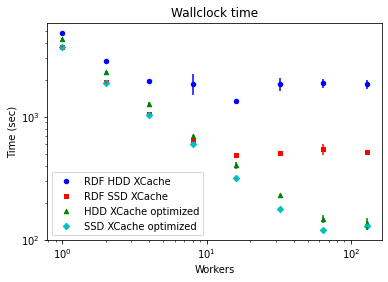 Wallclock time
Time (sec)
10³
10²
RDF HDD XCache
RDF SSD XCache
HDD XCache optimized
SSD XCache optimized
10⁰ 10¹ 10²
Workers